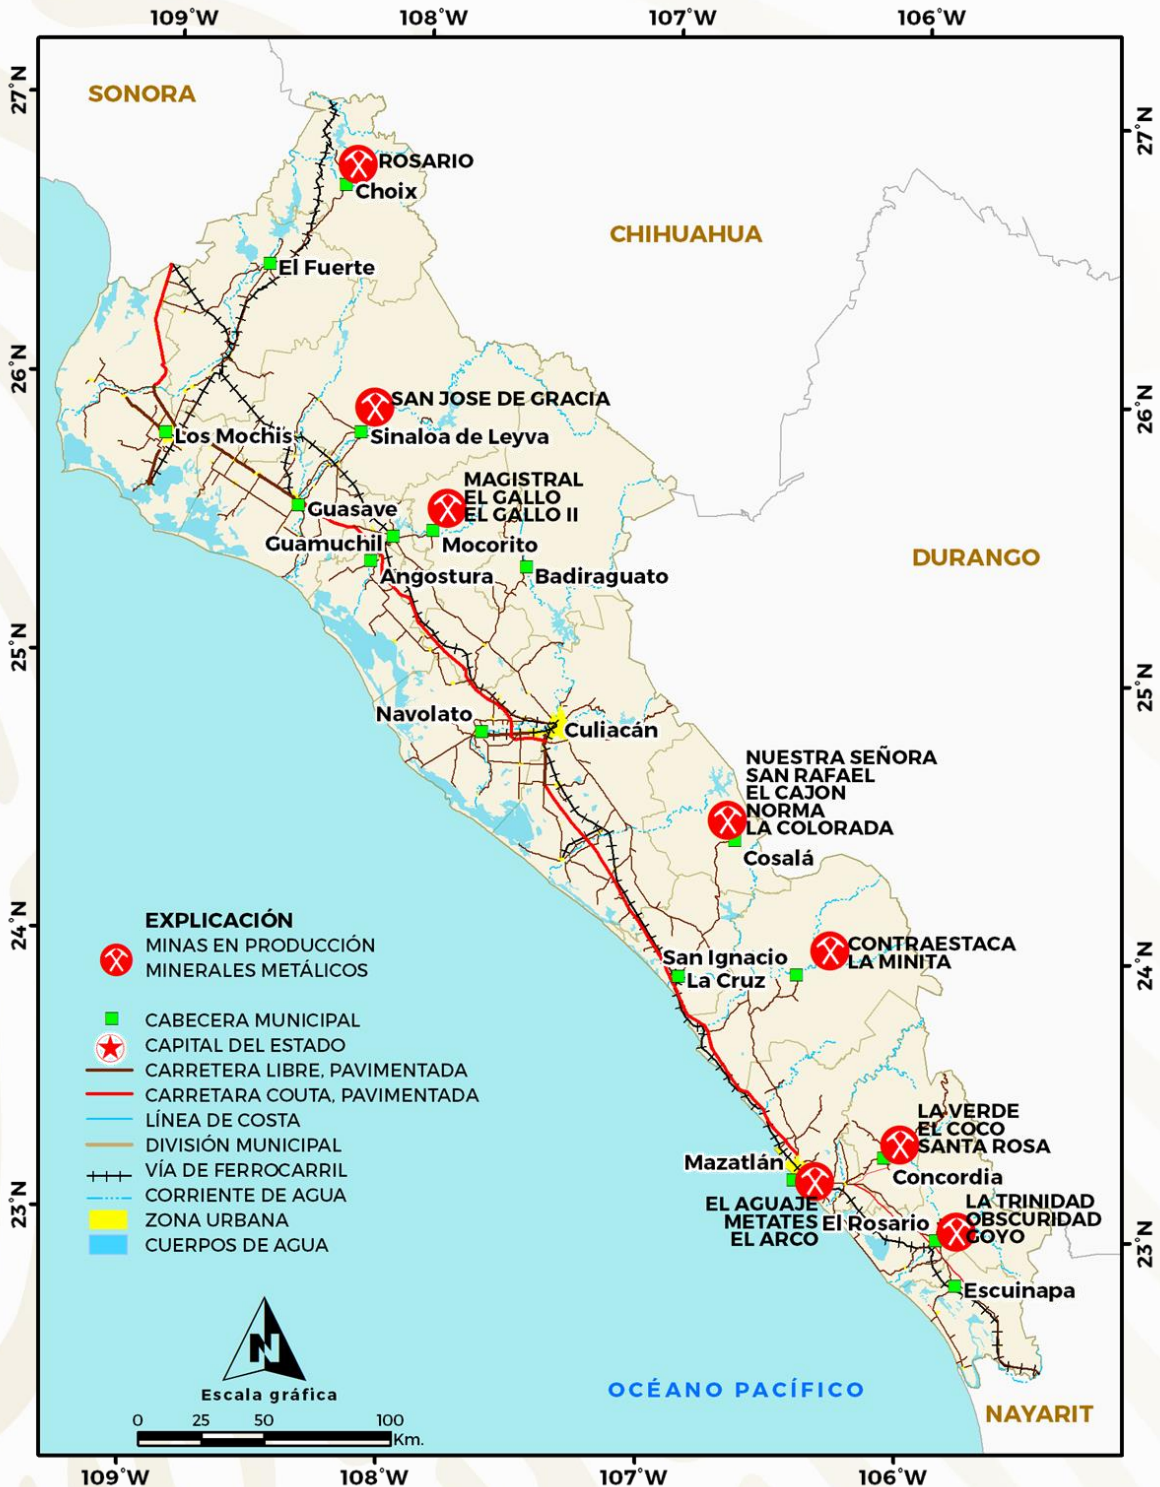 109°W 108°W 107°W 106°W
27°N
27°N
SONORA
ROSARIO
Choix
CHIHUAHUA
El Fuerte
26°N
26°N
SAN JOSE DE GRACIA
Los Mochis
Sinaloa de Leyva
MAGISTRAL
EL GALLO
EL GALLO II
Guasave
Guamuchil
Mocorito
DURANGO
Angostura
Badiraguato
25°N
25°N
Navolato
Culiacán
NUESTRA SEÑORA
SAN RAFAEL
EL CAJON
NORMA
LA COLORADA
Cosalá
24°N
24°N
CONTRAESTACA
LA MINITA
San Ignacio
La Cruz
EXPLICACIÓN
MINAS EN PRODUCCIÓN
MINERALES METÁLICOS
CABECERA MUNICIPAL
CAPITAL DEL ESTADO
CARRETERA LIBRE, PAVIMENTADA
CARRETARA COUTA, PAVIMENTADA
LÍNEA DE COSTA
DIVISIÓN MUNICIPAL
VÍA DE FERROCARRIL
CORRIENTE DE AGUA
ZONA URBANA
CUERPOS DE AGUA
LA VERDE
EL COCO
SANTA ROSA
Mazatlán
Concordia
23°N
23°N
EL AGUAJE
METATES
EL ARCO
El Rosario
LA TRINIDAD
OBSCURIDAD
GOYO
Escuinapa
N
Escala gráfica
0 25 50 100
Km.
OCÉANO PACÍFICO
NAYARIT
109°W 108°W 107°W 106°W